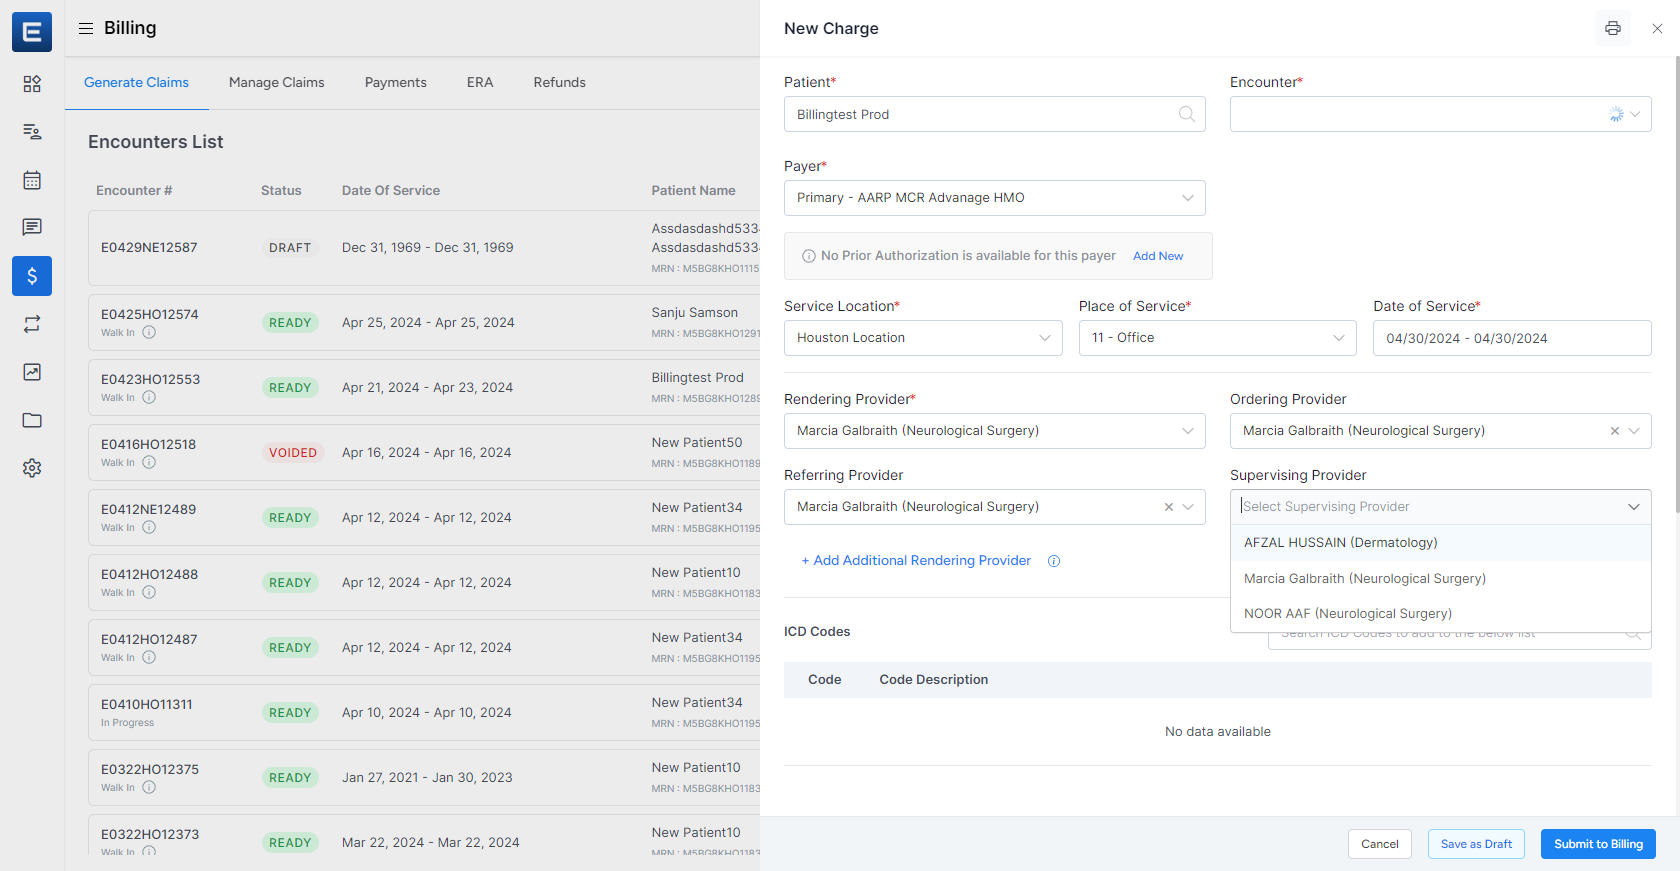 E
Billing
Generate Claims
Manage Claims
Payments
ERA
Refunds
Encounters List
Encounter # Status Date Of Service Patient Name
E0429NE12587 DRAFT Dec 31, 1969 - Dec 31, 1969
Assdasdashd533
Assdasdashd533
MRN : M5BG8KHO1115
E0425HO12574
Walk In
READY Apr 25, 2024 - Apr 25, 2024
Sanju Samson
MRN : M5BG8KHO1291
E0423HO12553
Walk In
READY Apr 21, 2024 - Apr 23, 2024
Billingtest Prod
MRN : M5BG8KHO1289
E0416HO12518
Walk In
VOIDED Apr 16, 2024 - Apr 16, 2024
New Patient50
MRN : M5BG8KHO1189
E0412NE12489
Walk In
READY Apr 12, 2024 - Apr 12, 2024
New Patient34
MRN : M5BG8KHO1195
E0412HO12488
Walk In
READY Apr 12, 2024 - Apr 12, 2024
New Patient10
MRN : M5BG8KHO1183
E0412HO12487
Walk In
READY Apr 12, 2024 - Apr 12, 2024
New Patient34
MRN : M5BG8KHO1195
E0410HO11311
In Progress
READY Apr 10, 2024 - Apr 10, 2024
New Patient34
MRN : M5BG8KHO1195
E0322HO12375
Walk In
READY Jan 27, 2021 - Jan 30, 2023
New Patient10
MRN : M5BG8KHO1183
E0322HO12373
Walk In
READY Mar 22, 2024 - Mar 22, 2024
New Patient10
MRN : M5BG8KHO1183
New Charge
Patient*
Billingtest Prod
Encounter*
Payer*
Primary - AARP MCR Advanage HMO
No Prior Authorization is available for this payer Add New
Service Location*
Houston Location
Place of Service*
11 - Office
Date of Service*
04/30/2024 - 04/30/2024
Rendering Provider*
Marcia Galbraith (Neurological Surgery)
Ordering Provider
Marcia Galbraith (Neurological Surgery)
Referring Provider
Marcia Galbraith (Neurological Surgery)
Supervising Provider
Select Supervising Provider
AFZAL HUSSAIN (Dermatology)
Marcia Galbraith (Neurological Surgery)
NOOR AAF (Neurological Surgery)
+ Add Additional Rendering Provider
ICD Codes
Search ICD Codes to add to the below list
Code Code Description
No data available
Cancel
Save as Draft
Submit to Billing